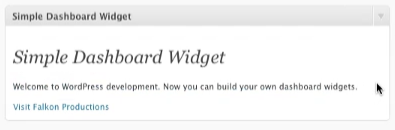 Simple Dashboard Widget
Simple Dashboard Widget
Welcome to WordPress development. Now you can build your own dashboard widgets.
Visit Falkon Productions